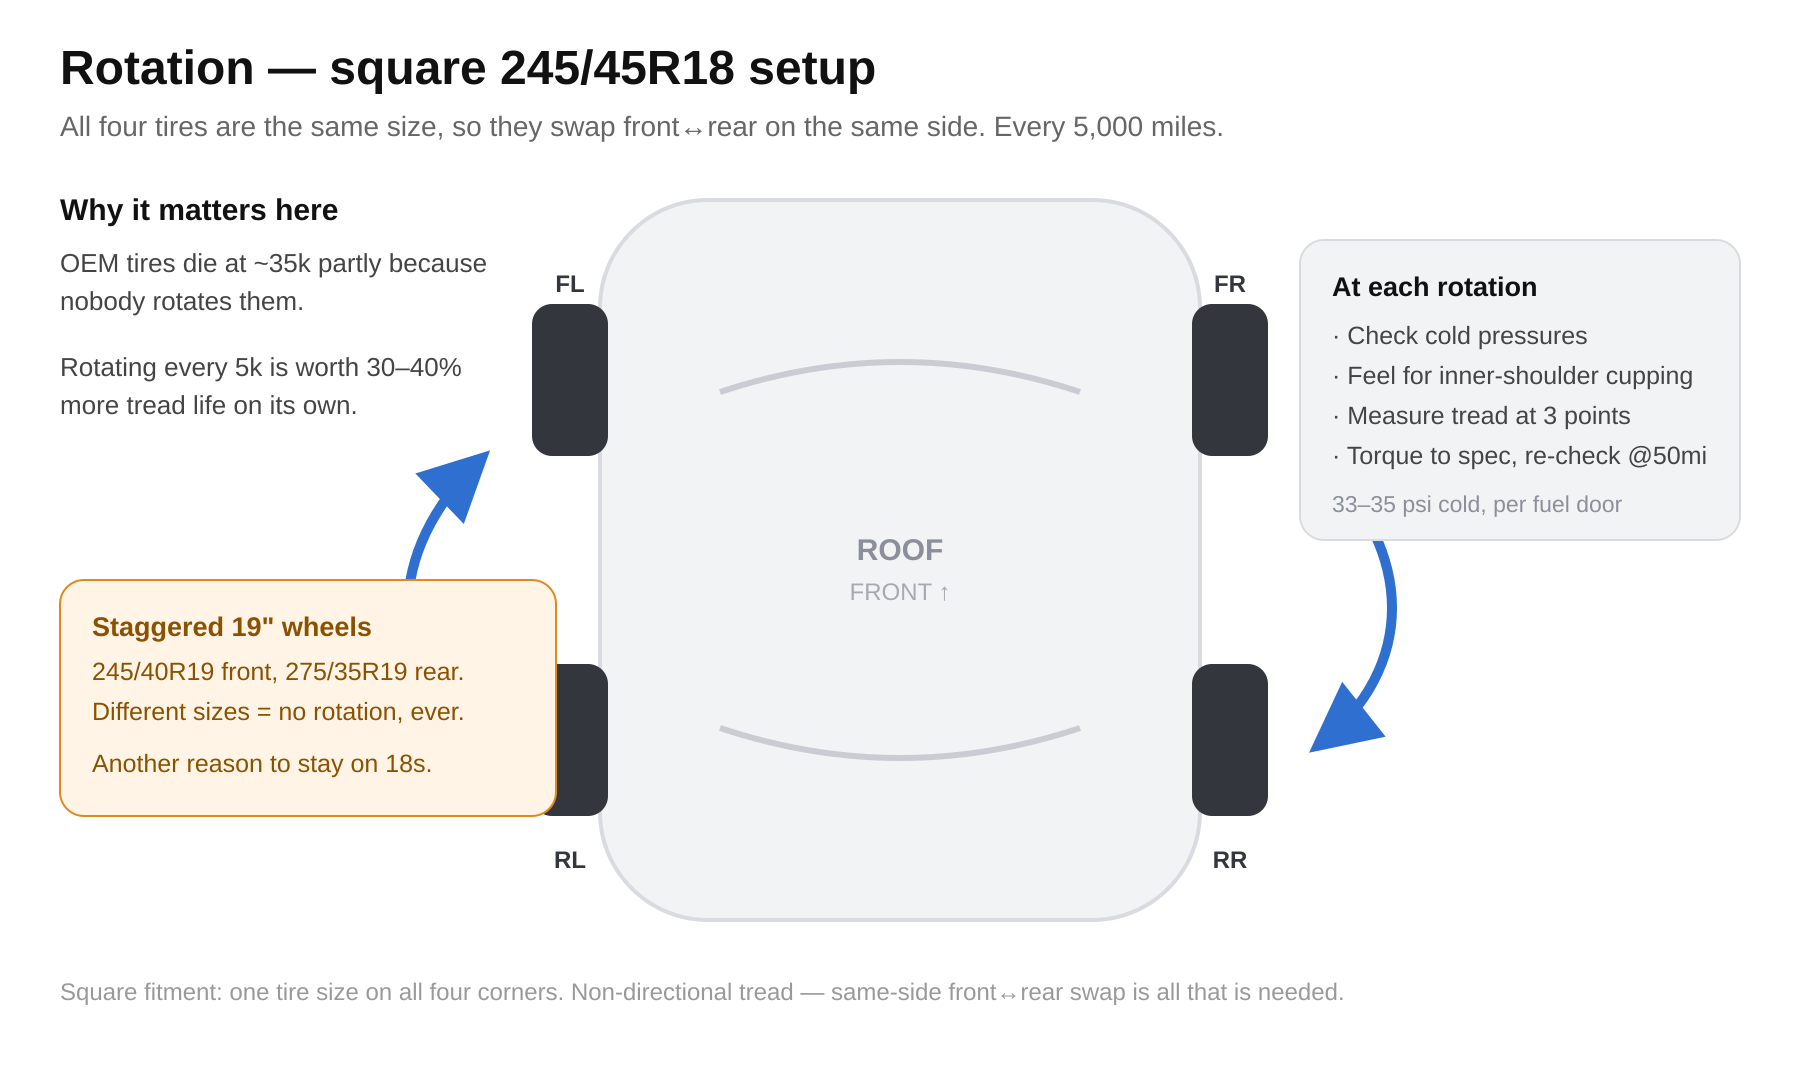 Rotation — square 245/45R18 setup
All four tires are the same size, so they swap front↔rear on the same side. Every 5,000 miles.
Why it matters here
OEM tires die at ~35k partly because
nobody rotates them.
Rotating every 5k is worth 30–40%
more tread life on its own.
FL
FR
At each rotation
· Check cold pressures
· Feel for inner-shoulder cupping
· Measure tread at 3 points
· Torque to spec, re-check @50mi
33–35 psi cold, per fuel door
ROOF
FRONT ↑
Staggered 19" wheels
245/40R19 front, 275/35R19 rear.
Different sizes = no rotation, ever.
Another reason to stay on 18s.
RL
RR
Square fitment: one tire size on all four corners. Non-directional tread — same-side front↔rear swap is all that is needed.